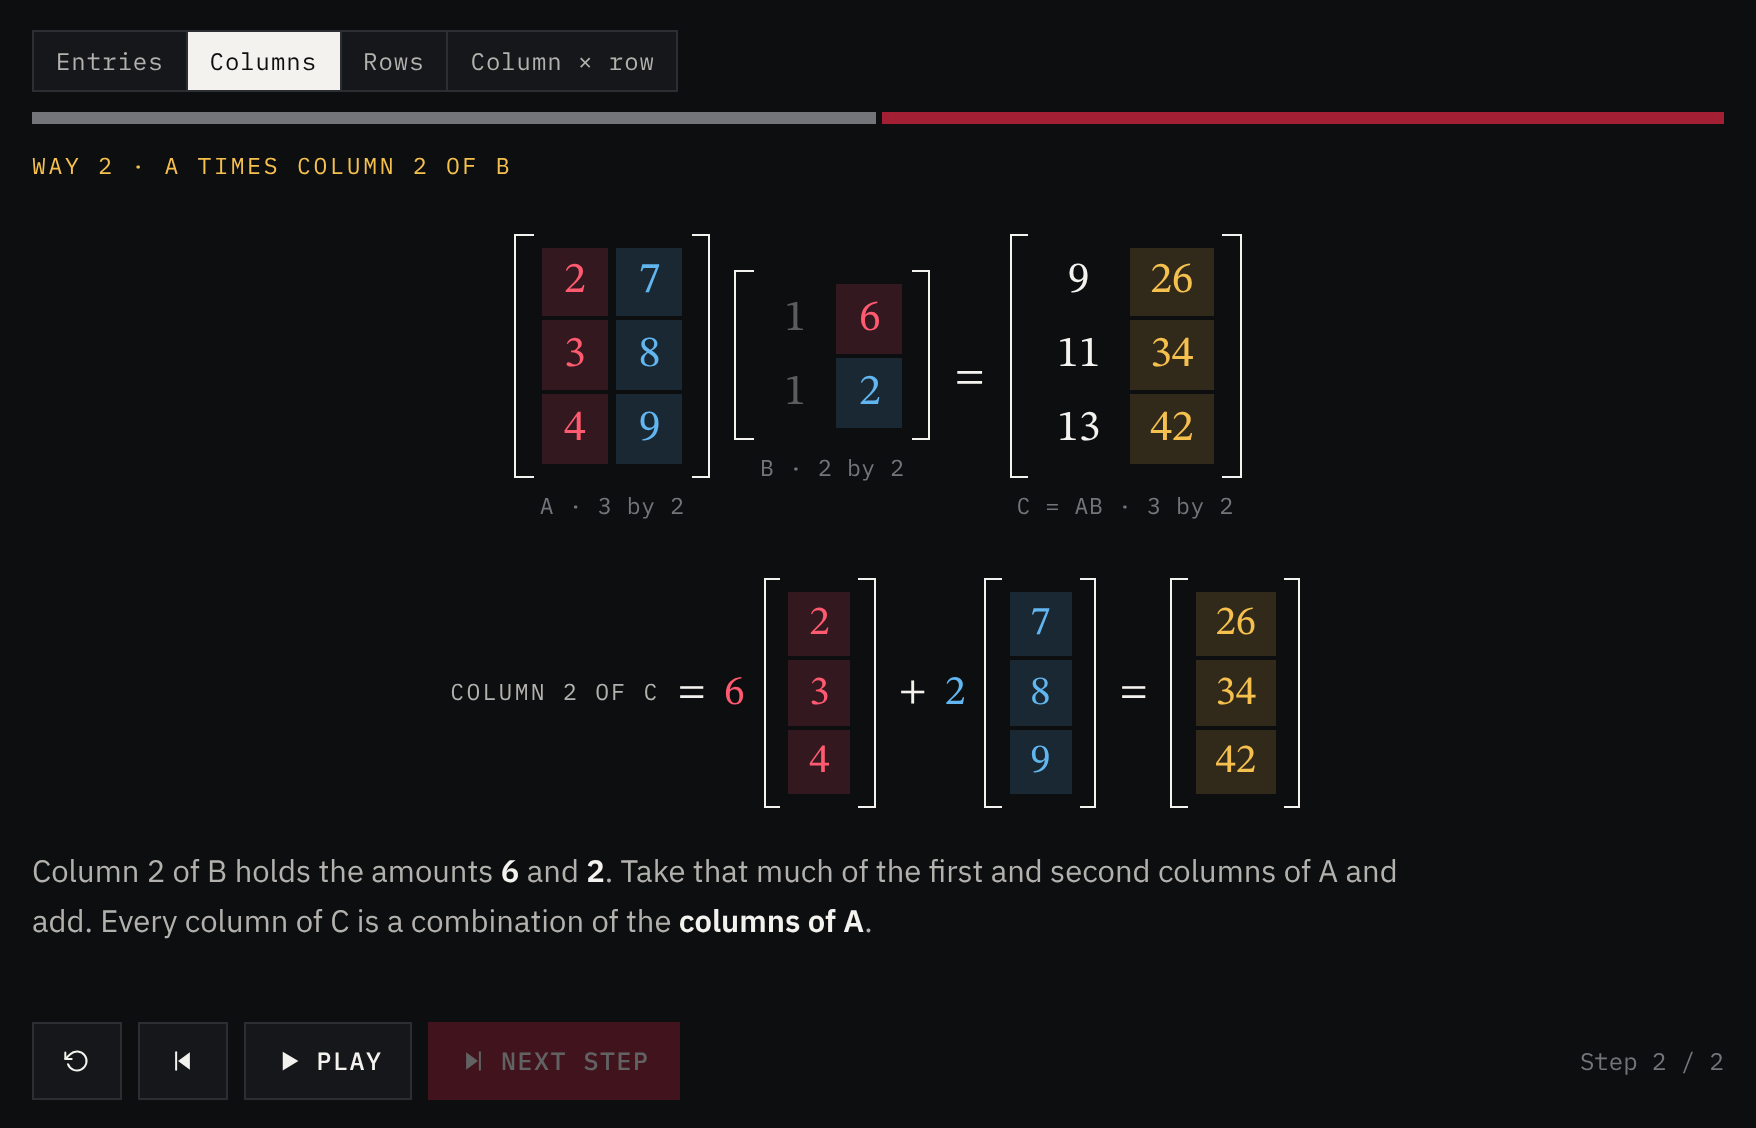 Entries Columns Rows Column × row
WAY 2 · A TIMES COLUMN 2 OF B
2 7
3 8
4 9
A · 3 by 2
1 6
1 2
B · 2 by 2
=
9 26
11 34
13 42
C = AB · 3 by 2
COLUMN 2 OF C = 6
2
3
4
+ 2
7
8
9
=
26
34
42
Column 2 of B holds the amounts 6 and 2. Take that much of the first and second columns of A and
add. Every column of C is a combination of the columns of A.
PLAY NEXT STEP Step 2 / 2